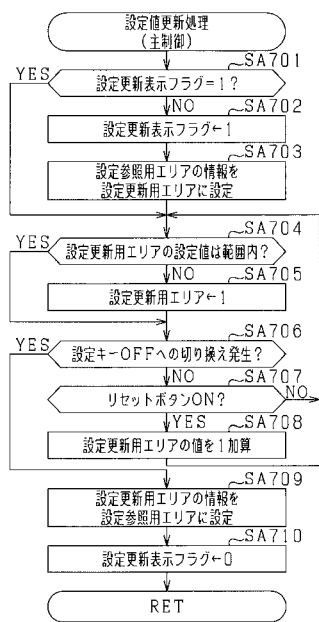 設定値更新処理
(主制御)
SA701
YES
設定更新表示フラグ=1?
NO
SA702
設定更新表示フラグ←1
SA703
設定参照用エリアの情報を
設定更新用エリアに設定
SA704
YES
設定更新用エリアの設定値は範囲内?
NO
SA705
設定更新用エリア←1
SA706
YES
設定キーOFFへの切り換え発生?
NO
SA707
リセットボタンON?
NO
YES
SA708
設定更新用エリアの値を1加算
SA709
設定更新用エリアの情報を
設定参照用エリアに設定
SA710
設定更新表示フラグ←0
RET